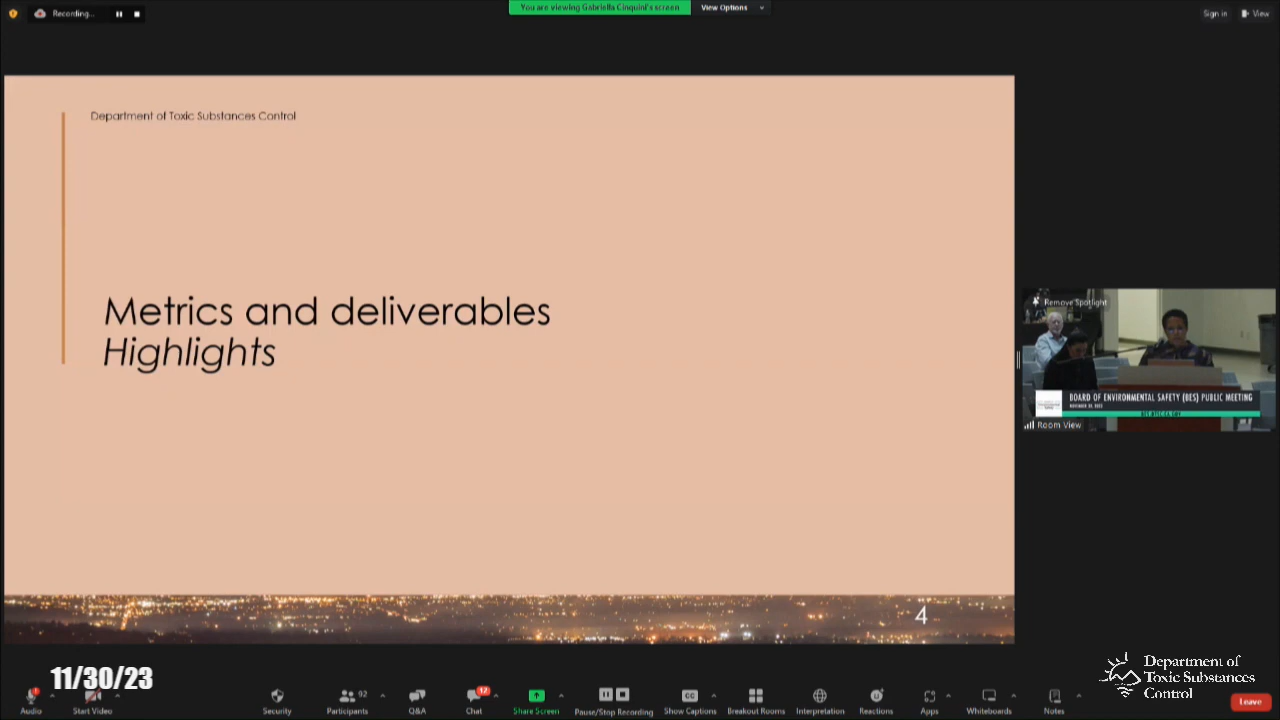 Recording...
You are viewing Gabriella Cinquini's screen
View Options
Sign in
View
Department of Toxic Substances Control
Metrics and deliverables
Highlights
4
Remove Spotlight
BOARD OF ENVIRONMENTAL SAFETY (BES) PUBLIC MEETING
Room View
11/30/23
Department of
Toxic Substances
Control
Audio
Start Video
Security
92
Participants
Q&A
12
Chat
Share Screen
Pause/Stop Recording
CC
Show Captions
Breakout Rooms
Interpretation
Reactions
Apps
Whiteboards
Notes
Leave